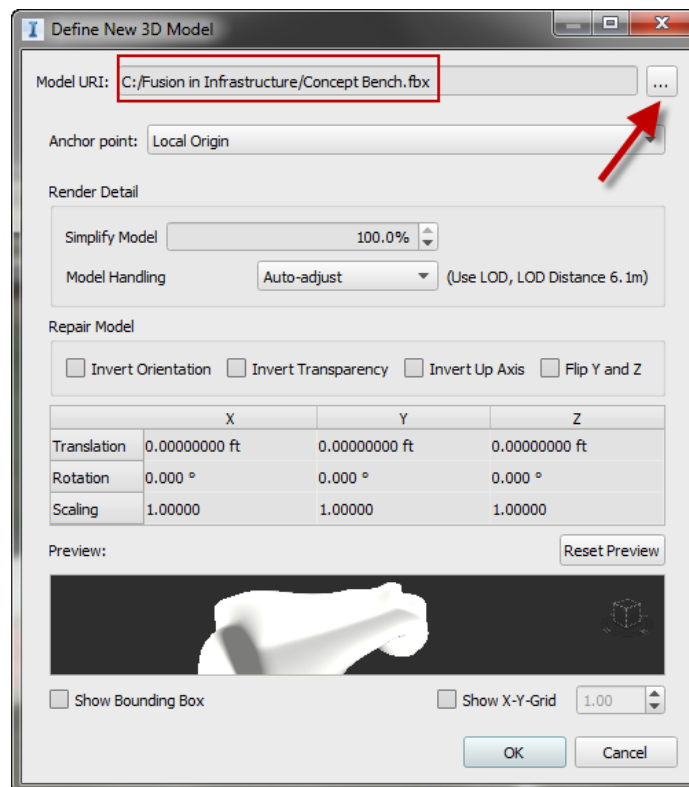 Define New 3D Model
Model URI: C:/Fusion in Infrastructure/Concept Bench.fbx ...
Anchor point: Local Origin
Render Detail
Simplify Model 100.0%
Model Handling Auto-adjust (Use LOD, LOD Distance 6.1m)
Repair Model
Invert Orientation Invert Transparency Invert Up Axis Flip Y and Z
X Y Z
Translation 0.00000000 ft 0.00000000 ft 0.00000000 ft
Rotation 0.000 ° 0.000 ° 0.000 °
Scaling 1.00000 1.00000 1.00000
Preview: Reset Preview
Show Bounding Box Show X-Y-Grid 1.00
OK Cancel